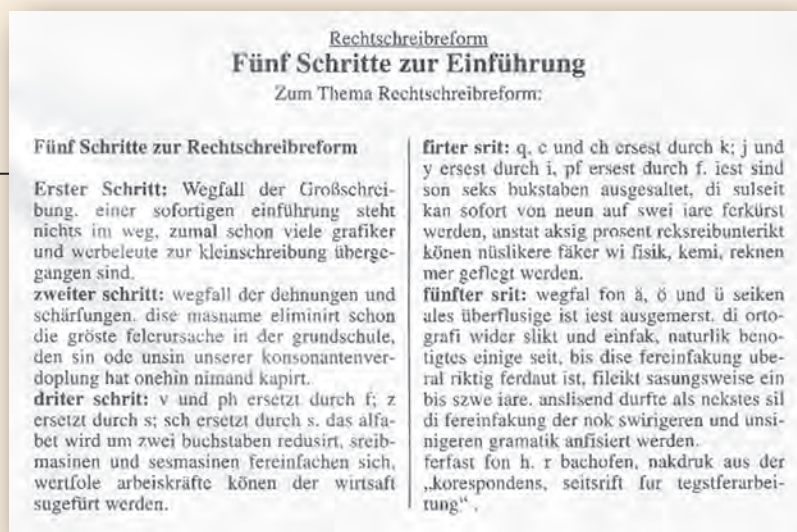 Rechtschreibreform
Fünf Schritte zur Einführung
Zum Thema Rechtschreibreform:
Fünf Schritte zur Rechtschreibreform
Erster Schritt: Wegfall der Großschrei-
bung. einer sofortigen einführung steht
nichts im weg, zumal schon viele grafiker
und werbeleute zur kleinschreibung überge-
gangen sind.
zweiter schritt: wegfall der dehnungen und
schärfungen. dise masname eliminirt schon
die gröste felerursache in der grundschule,
den sin ode unsin unserer konsonantenver-
doplung hat onehin nimand kapirt.
driter schrit: v und ph ersetzt durch f; z
ersetzt durch s; sch ersetzt durch s. das alfa-
bet wird um zwei buchstaben redusirt, sreib-
masinen und sesmasinen fereinfachen sich,
wertfole arbeiskräfte könen der wirtsaft
sugefürt werden.
firter srit: q, c und ch ersest durch k; j und
y ersest durch i, pf ersest durch f. iest sind
son seks bukstaben ausgesaltet, di sulseit
kan sofort von neun auf swei iare ferkürst
werden, anstat aksig prosent reksreibunterikt
könen nüslikere fäker wi fisik, kemi, reknen
mer geflegt werden.
fünfter srit: wegfal fon ä, ö und ü seiken
ales überflusige ist iest ausgemerst. di orto-
grafi wider slikt und einfak, naturlik beno-
tigtes einige seit, bis dise fereinfakung ube-
ral riktig ferdaut ist, fileikt sasungsweise ein
bis szwe iare. anslisend durfte als nekstes sil
di fereinfakung der nok swirigeren und unsi-
nigeren gramatik anfisiert werden.
ferfast fon h. r bachofen, nakdruk aus der
„korespondens, seitsrift fur tegstferarbei-
tung“ .